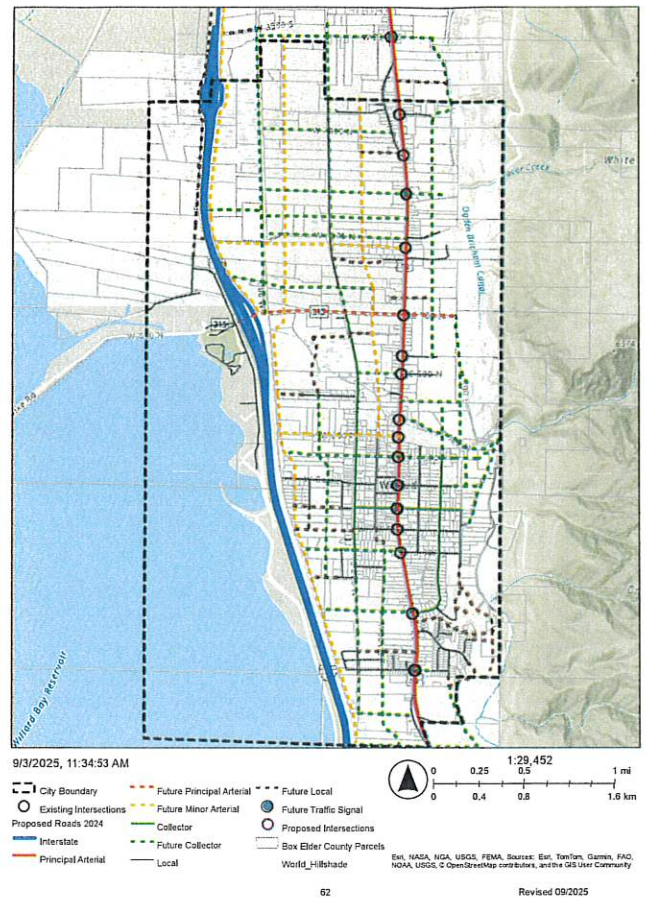 White
Ogden Brigham Canal
315
315
Willard Bay Reservoir
9/3/2025, 11:34:53 AM
1:29,452
0 0.25 0.5 1 mi
0 0.4 0.8 1.6 km
City Boundary
Existing Intersections
Proposed Roads 2024
Interstate
Principal Arterial
Future Principal Arterial
Future Minor Arterial
Collector
Future Collector
Local
Future Local
Future Traffic Signal
Proposed Intersections
Box Elder County Parcels
World_Hillshade
Esri, NASA, NGA, USGS, FEMA, Sources: Esri, TomTom, Garmin, FAO,
NOAA, USGS, © OpenStreetMap contributors, and the GIS User Community
62
Revised 09/2025